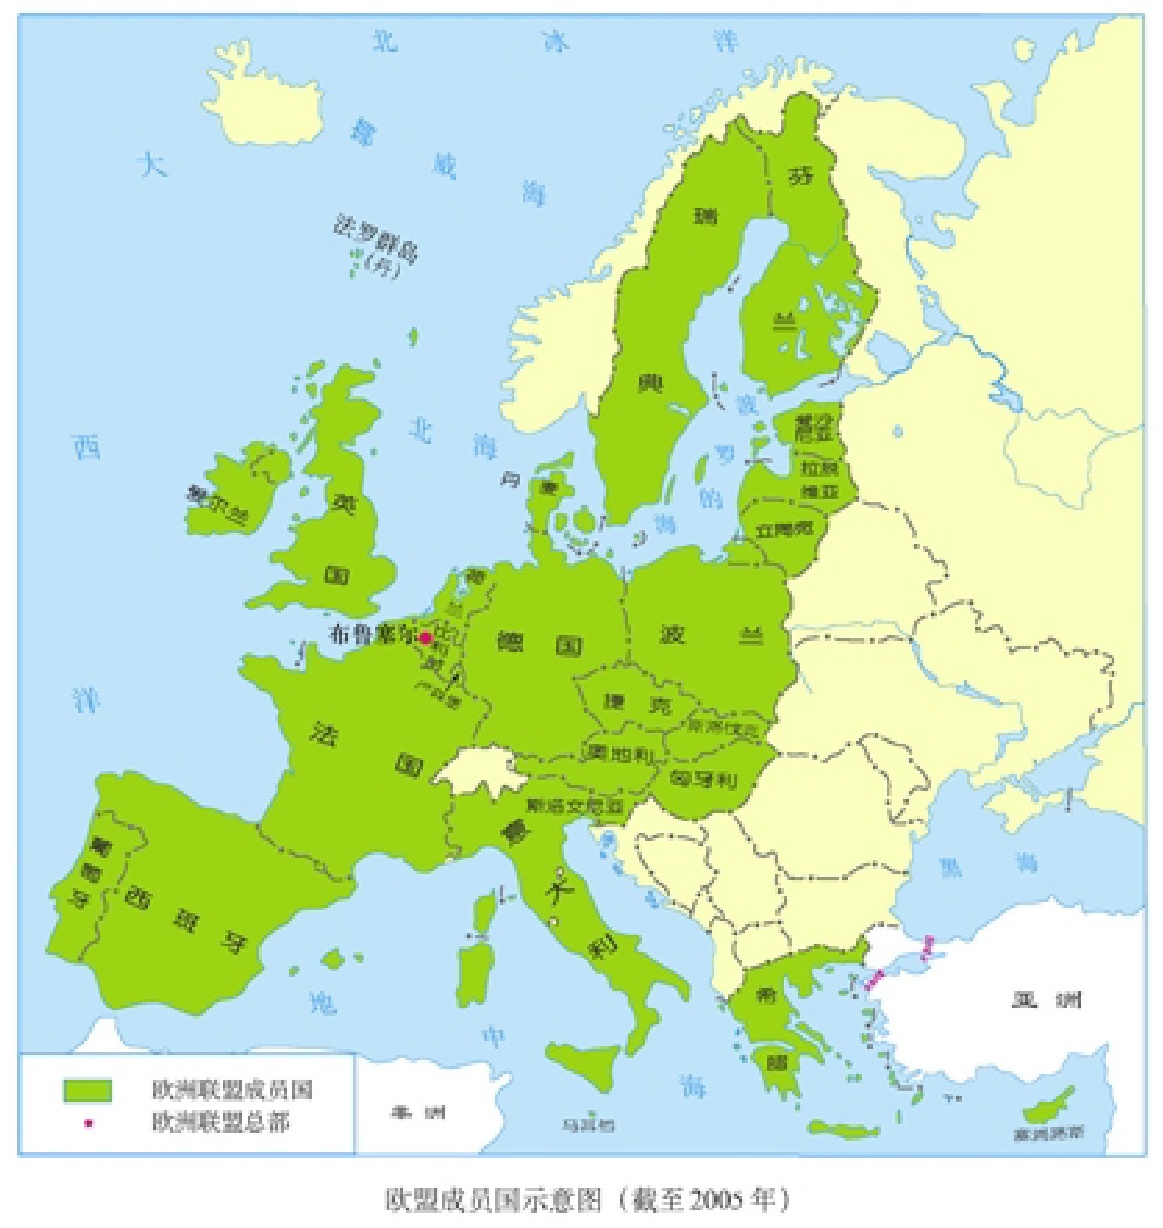 北 冰 洋
大
挪 威 海
法罗群岛
(丹)
芬 兰
瑞 典
西
北 海
波 罗 的 海
爱沙尼亚
拉脱维亚
立陶宛
爱尔兰
英 国
丹 麦
荷 兰
比 利 时
布鲁塞尔
卢森堡
德 国
波 兰
洋
捷 克
斯洛伐克
法 国
奥地利
匈牙利
斯洛文尼亚
意 大 利
黑 海
葡 萄 牙
西 班 牙
希 腊
亚 洲
地 中 海
欧洲联盟成员国
欧洲联盟总部
非 洲
马耳他
塞浦路斯
欧盟成员国示意图（截至2005年）